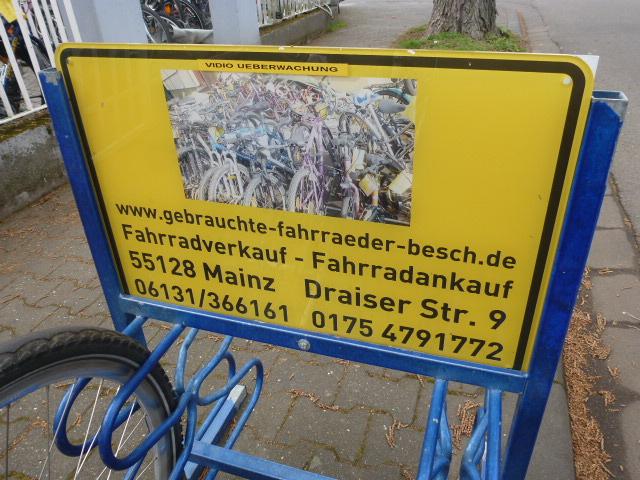 VIDIO UEBERWACHUNG
www.gebrauchte-fahrraeder-besch.de
Fahrradverkauf - Fahrradankauf
55128 Mainz Draiser Str. 9
06131/366161 0175 4791772